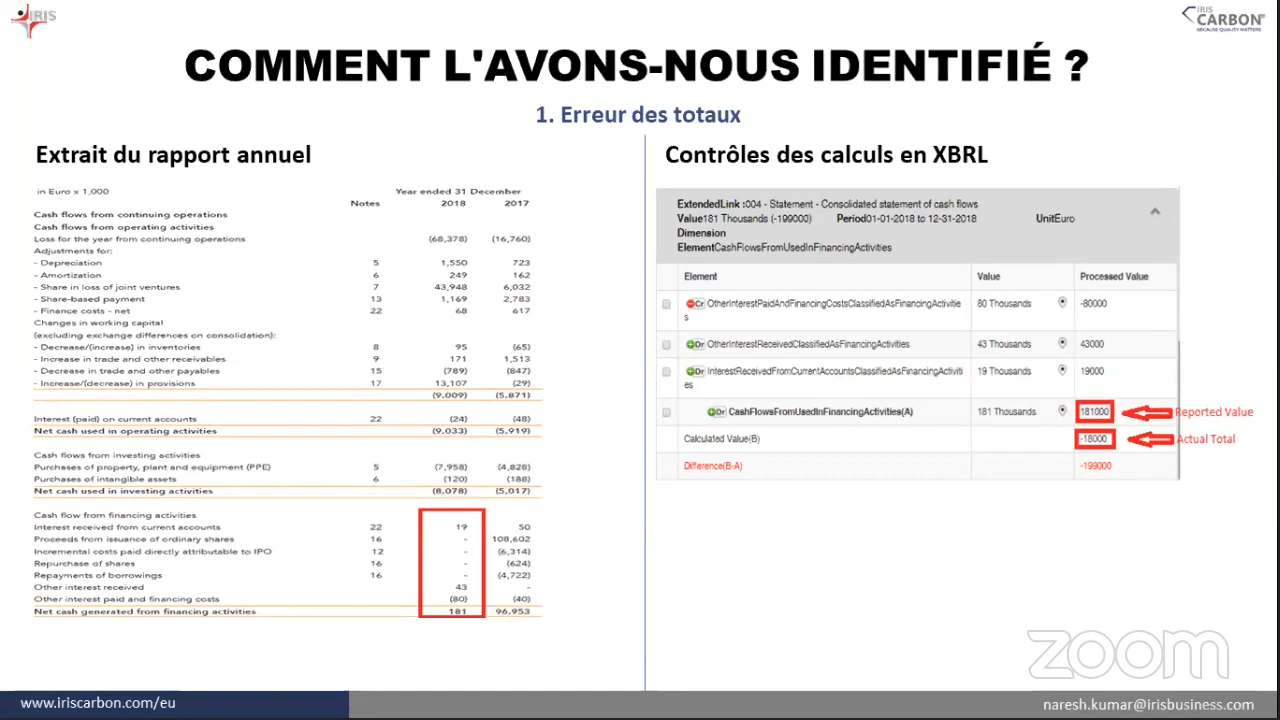 IRIS
IRIS
CARBON®
BECAUSE QUALITY MATTERS
COMMENT L'AVONS-NOUS IDENTIFIÉ ?
1. Erreur des totaux
Extrait du rapport annuel
in Euro x 1,000 Year ended 31 December
Notes 2018 2017
Cash flows from continuing operations
Cash flows from operating activities
Loss for the year from continuing operations (68,378) (16,760)
Adjustments for:
- Depreciation 5 1,550 723
- Amortization 6 249 162
- Share in loss of joint ventures 7 43,948 6,032
- Share-based payment 13 1,169 2,783
- Finance costs - net 22 68 617
Changes in working capital
(excluding exchange differences on consolidation):
- Decrease/(increase) in inventories 8 95 (65)
- Increase in trade and other receivables 9 171 1,513
- Decrease in trade and other payables 15 (789) (847)
- Increase/(decrease) in provisions 17 13,107 (29)
(9,009) (5,871)
Interest (paid) on current accounts 22 (24) (48)
Net cash used in operating activities (9,033) (5,919)
Cash flows from investing activities
Purchases of property, plant and equipment (PPE) 5 (7,958) (4,828)
Purchases of intangible assets 6 (120) (188)
Net cash used in investing activities (8,078) (5,017)
Cash flow from financing activities
Interest received from current accounts 22 19 50
Proceeds from issuance of ordinary shares 16 - 108,602
Incremental costs paid directly attributable to IPO 12 - (6,314)
Repurchase of shares 16 - (624)
Repayments of borrowings 16 - (4,722)
Other interest received 43 -
Other interest paid and financing costs (80) (40)
Net cash generated from financing activities 181 96,953
Contrôles des calculs en XBRL
ExtendedLink :004 - Statement - Consolidated statement of cash flows
Value181 Thousands (-199000) Period01-01-2018 to 12-31-2018 UnitEuro
Dimension
ElementCashFlowsFromUsedInFinancingActivities
Element Value Processed Value
Cr OtherInterestPaidAndFinancingCostsClassifiedAsFinancingActivitie 80 Thousands -80000
s
Dr OtherInterestReceivedClassifiedAsFinancingActivities 43 Thousands 43000
Dr InterestReceivedFromCurrentAccountsClassifiedAsFinancingActiviti 19 Thousands 19000
es
Dr CashFlowsFromUsedInFinancingActivities(A) 181 Thousands 181000 Reported Value
Calculated Value(B) -18000 Actual Total
Difference(B-A) -199000
zoom
www.iriscarbon.com/eu
naresh.kumar@irisbusiness.com